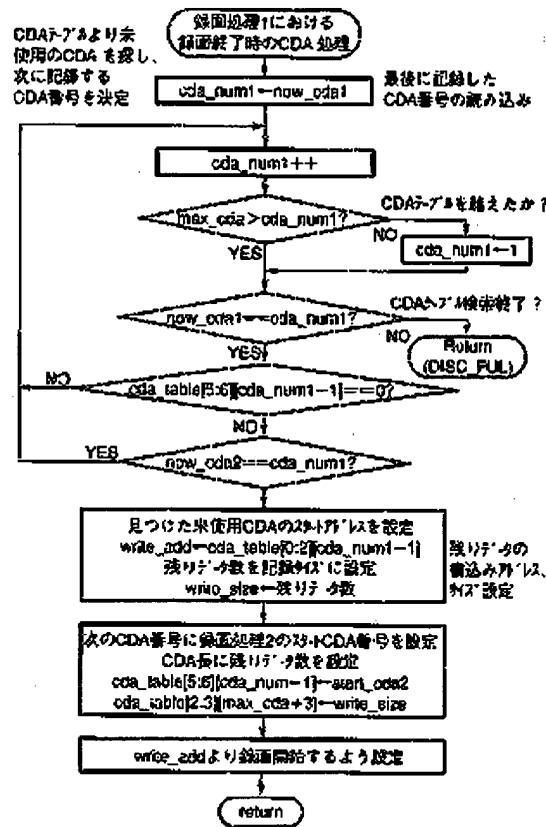 CDAテーブルより未
使用のCDAを探し、
次に記録する
CDA番号を決定
録画処理1における
録画終了時のCDA処理
cda_num1←now_cda1
最後に記録した
CDA番号の読み込み
cda_num1++
max_cda>cda_num1?
CDAテーブルを越えたか?
NO
YES
cda_num1←1
now_cda1==cda_num1?
CDAテーブル検索終了?
NO
YES
Return
(DISC_FUL)
NO
cda_table[5:6][cda_num1-1]==0?
NO
YES
now_cda2==cda_num1?
見つけた未使用CDAのスタートアドレスを設定
write_add←cda_table[0:2][cda_num1-1]
残りデータ数を記録サイズに設定
write_size←残りデータ数
残りデータの
書込みアドレス、
サイズ設定
次のCDA番号に録画処理2のスタートCDA番号を設定
CDA長に残りデータ数を設定
cda_table[5:6][cda_num-1]←start_cda2
cda_table[2:3][max_cda+3]←write_size
write_addより録画開始するよう設定
return